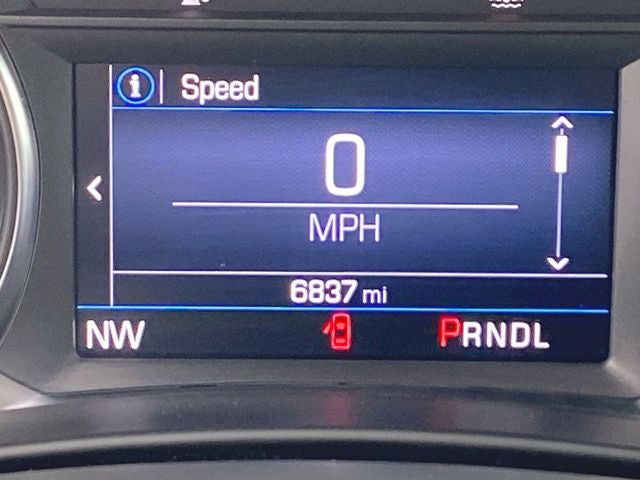 i Speed
0
MPH
6837 mi
NW PRNDL